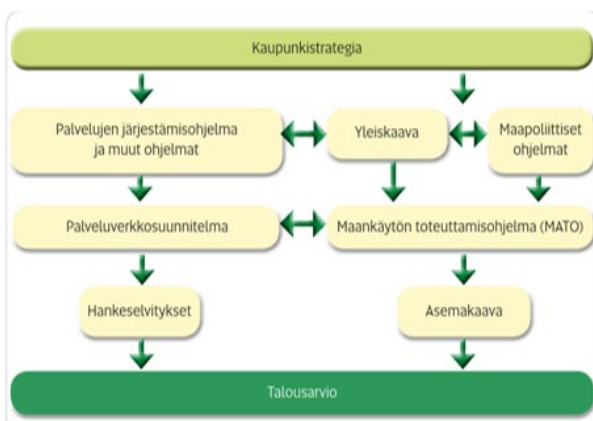 Kaupunkistrategia
Palvelujen järjestämisohjelma
ja muut ohjelmat
Yleiskaava
Maapoliittiset
ohjelmat
Palveluverkkosuunnitelma
Maankäytön toteuttamisohjelma (MATO)
Hankeselvitykset
Asemakaava
Talousarvio